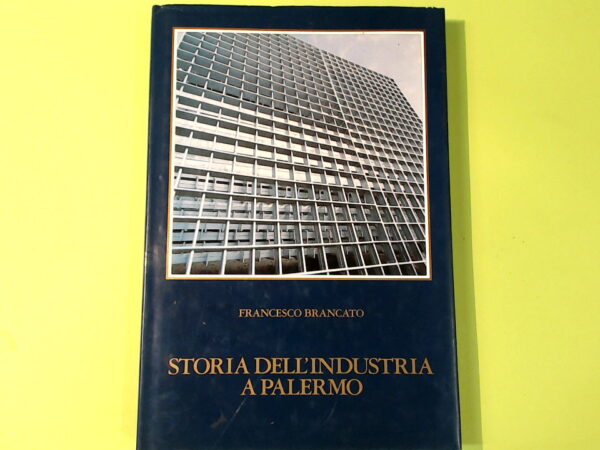 FRANCESCO BRANCATO
STORIA DELL'INDUSTRIA
A PALERMO